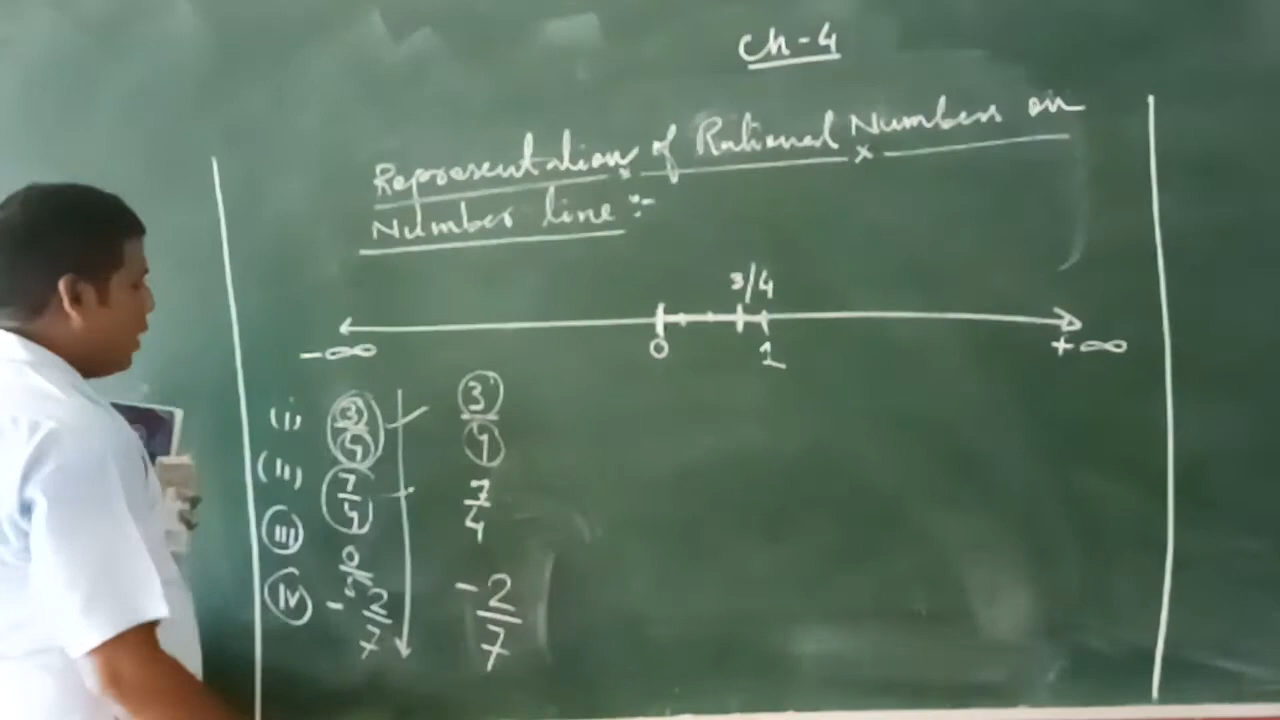 Ch-4
Representation of Rational Numbers on
Number line :-
3/4
0 1
-∞ +∞
(i) 3/4 3/4
(ii) 7/4 7/4
(iii) 0
(iv) -2/7 -2/7